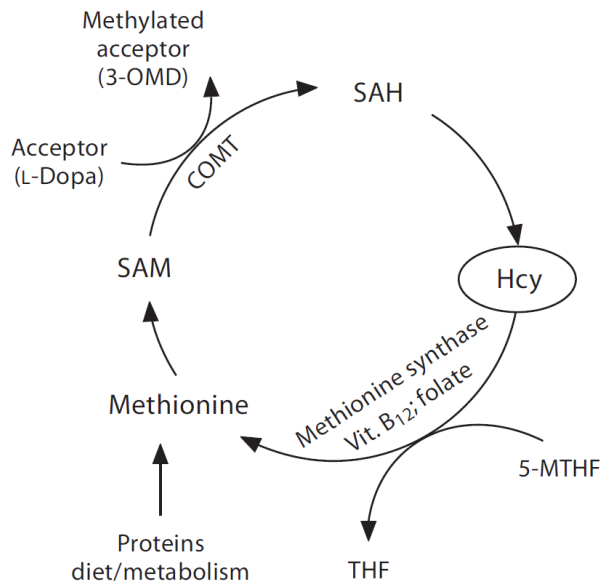 Methylated
acceptor
(3-OMD)
SAH
Acceptor
(L-Dopa)
COMT
SAM
Hcy
Methionine synthase
Vit. B12; folate
Methionine
5-MTHF
Proteins
diet/metabolism
THF